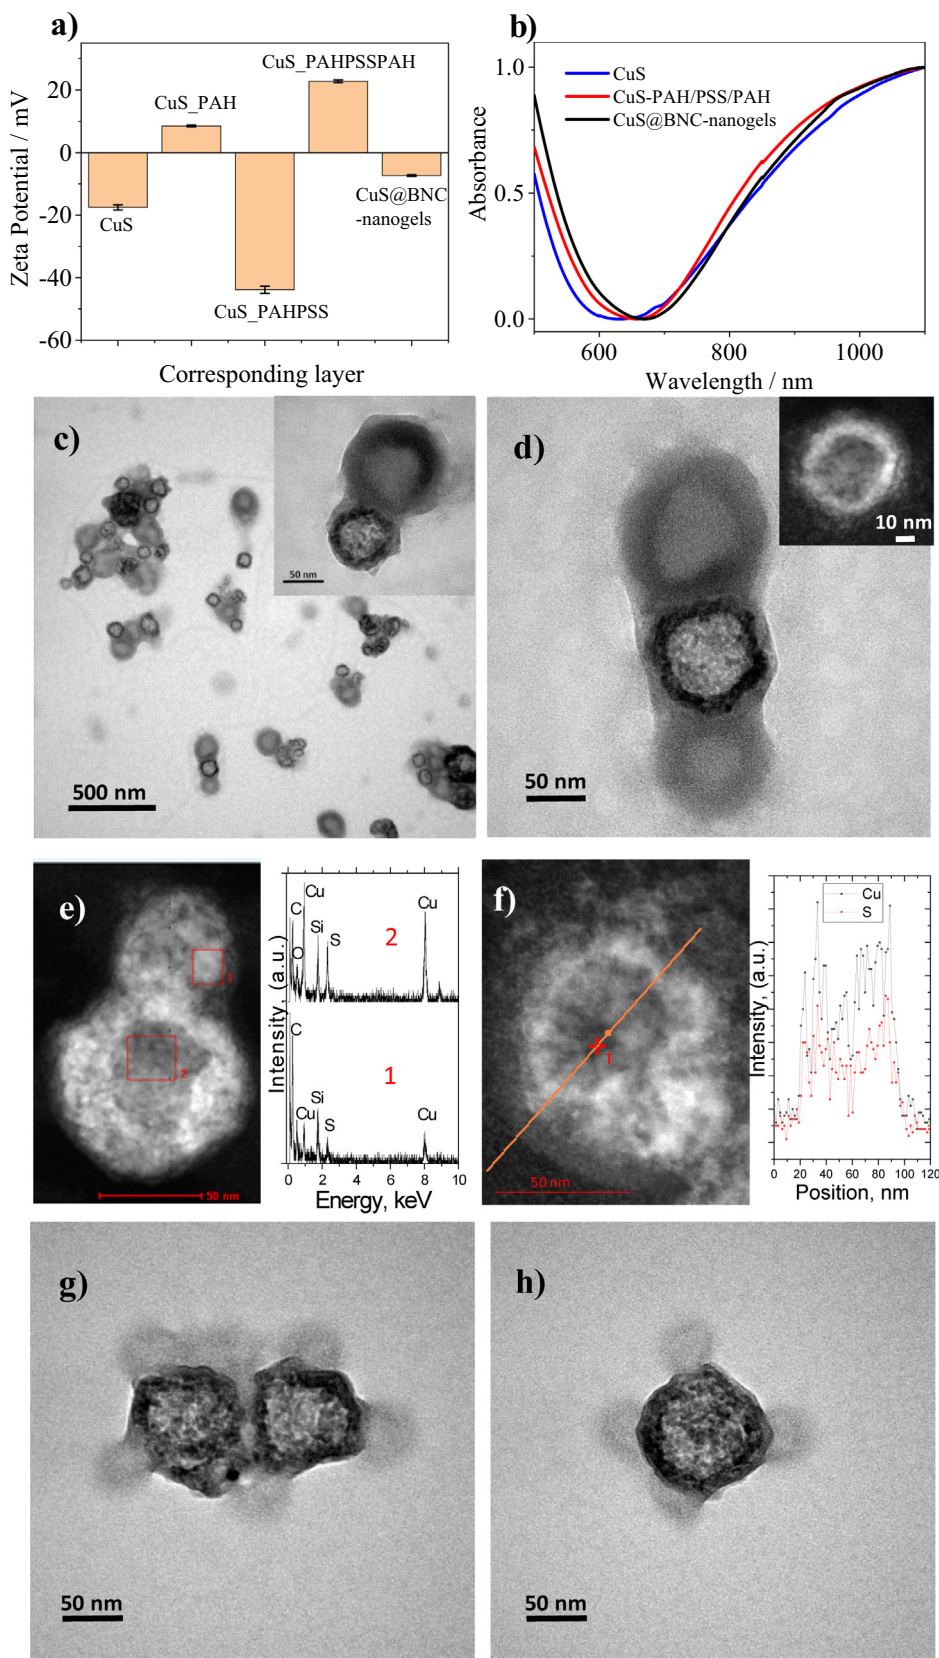 a)
Zeta Potential / mV
20
0
-20
-40
-60
CuS
CuS_PAH
CuS_PAHPSS
CuS_PAHPSSPAH
CuS@BNC
-nanogels
Corresponding layer
b)
Absorbance
1.0
0.5
0.0
CuS
CuS-PAH/PSS/PAH
CuS@BNC-nanogels
600
800
1000
Wavelength / nm
c)
50 nm
500 nm
d)
10 nm
50 nm
e)
1
2
50 nm
Intensity, (a.u.)
C
O
Cu
Si
S
Cu
2
C
Cu
Si
S
Cu
1
0 2 4 6 8 10
Energy, keV
f)
1
50 nm
Intensity, (a.u.)
Cu
S
0 20 40 60 80 100 120
Position, nm
g)
50 nm
h)
50 nm